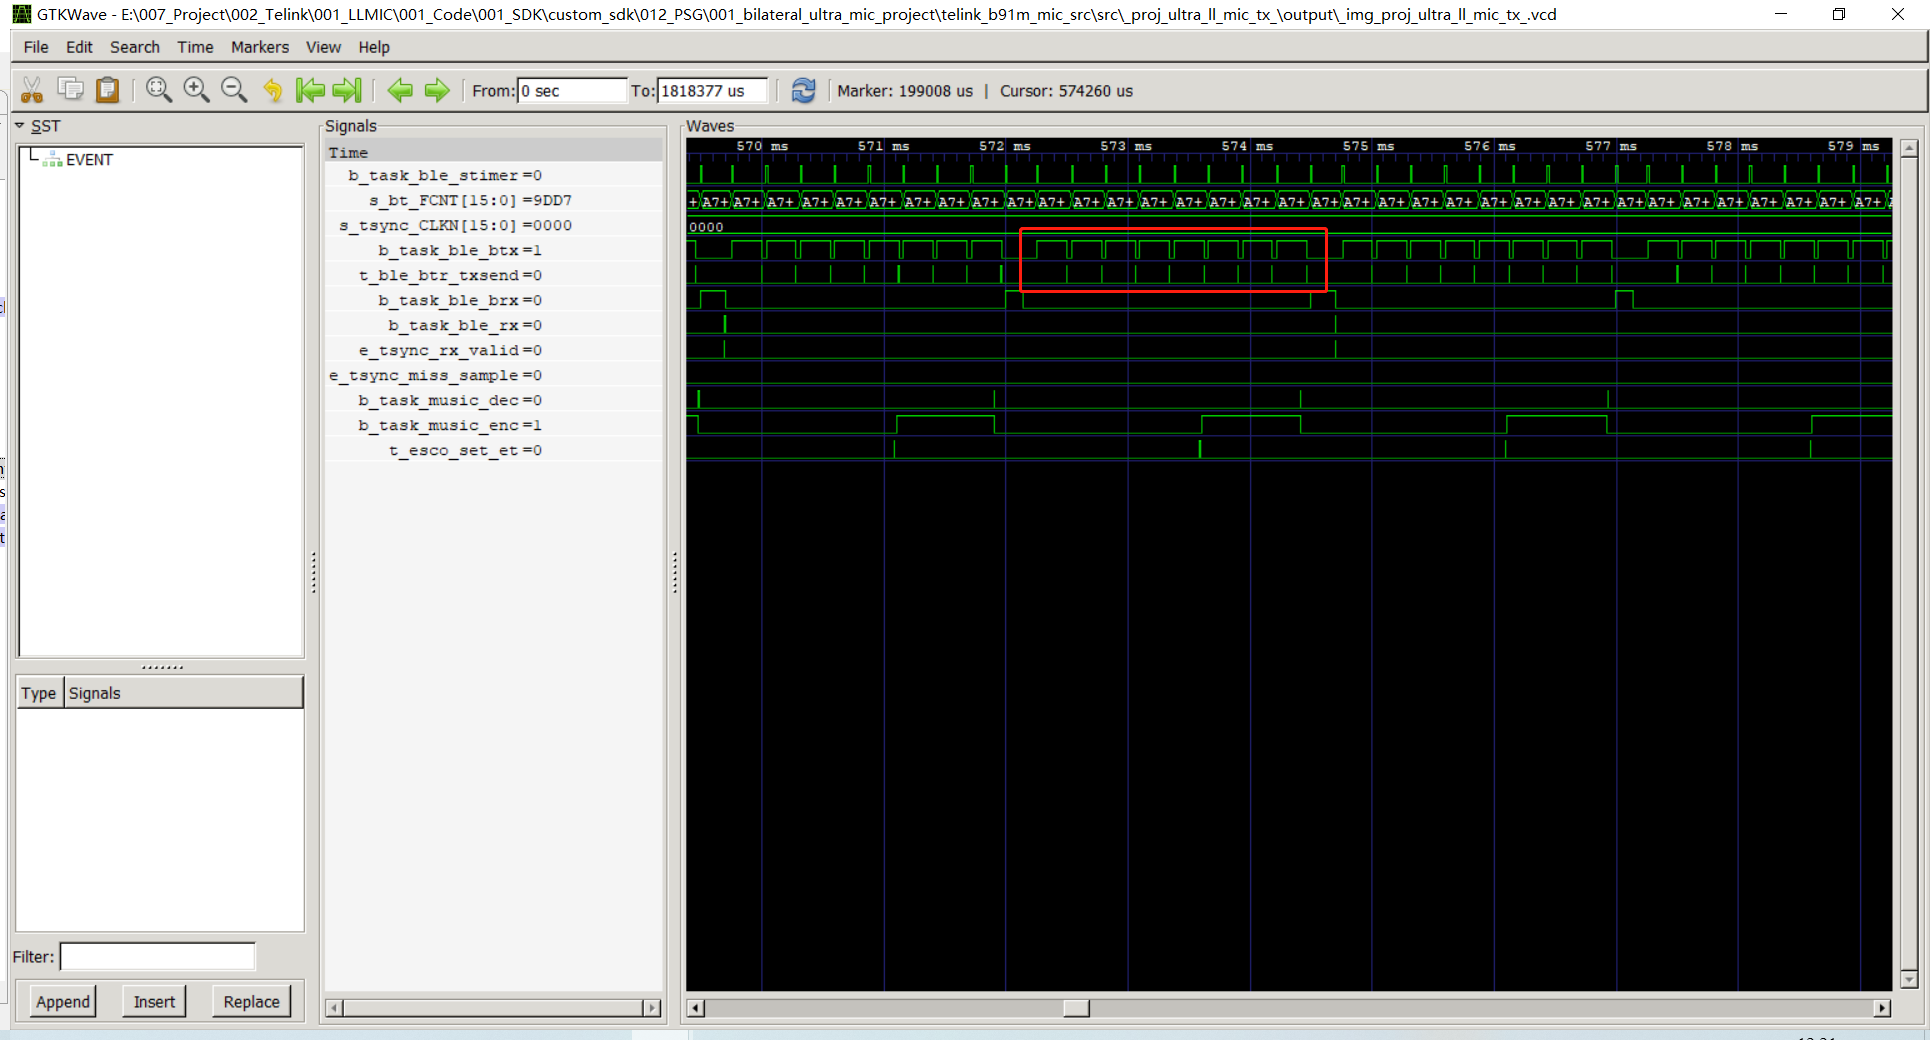 GTKWave - E:\007_Project\002_Telink\001_LLMIC\001_Code\001_SDK\custom_sdk\012_PSG\001_bilateral_ultra_mic_project\telink_b91m_mic_src\src\_proj_ultra_ll_mic_tx_\output\_img_proj_ultra_ll_mic_tx_.vcd
File Edit Search Time Markers View Help
From: 0 sec To: 1818377 us Marker: 199008 us | Cursor: 574260 us
SST
EVENT
Type Signals
Filter:
Append Insert Replace
Signals
Time
b_task_ble_stimer=0
s_bt_FCNT[15:0]=9DD7
s_tsync_CLKN[15:0]=0000
b_task_ble_btx=1
t_ble_btr_txsend=0
b_task_ble_brx=0
b_task_ble_rx=0
e_tsync_rx_valid=0
e_tsync_miss_sample=0
b_task_music_dec=0
b_task_music_enc=1
t_esco_set_et=0
Waves
570 ms 571 ms 572 ms 573 ms 574 ms 575 ms 576 ms 577 ms 578 ms 579 ms
+ A7+ A7+ A7+ A7+ A7+ A7+ A7+ A7+ A7+ A7+ A7+ A7+ A7+ A7+ A7+ A7+ A7+ A7+ A7+ A7+ A7+ A7+ A7+ A7+ A7+ A7+ A7+ A7+ A7+ A7+ A7+ A7+ A7+ A7+ A7+
0000